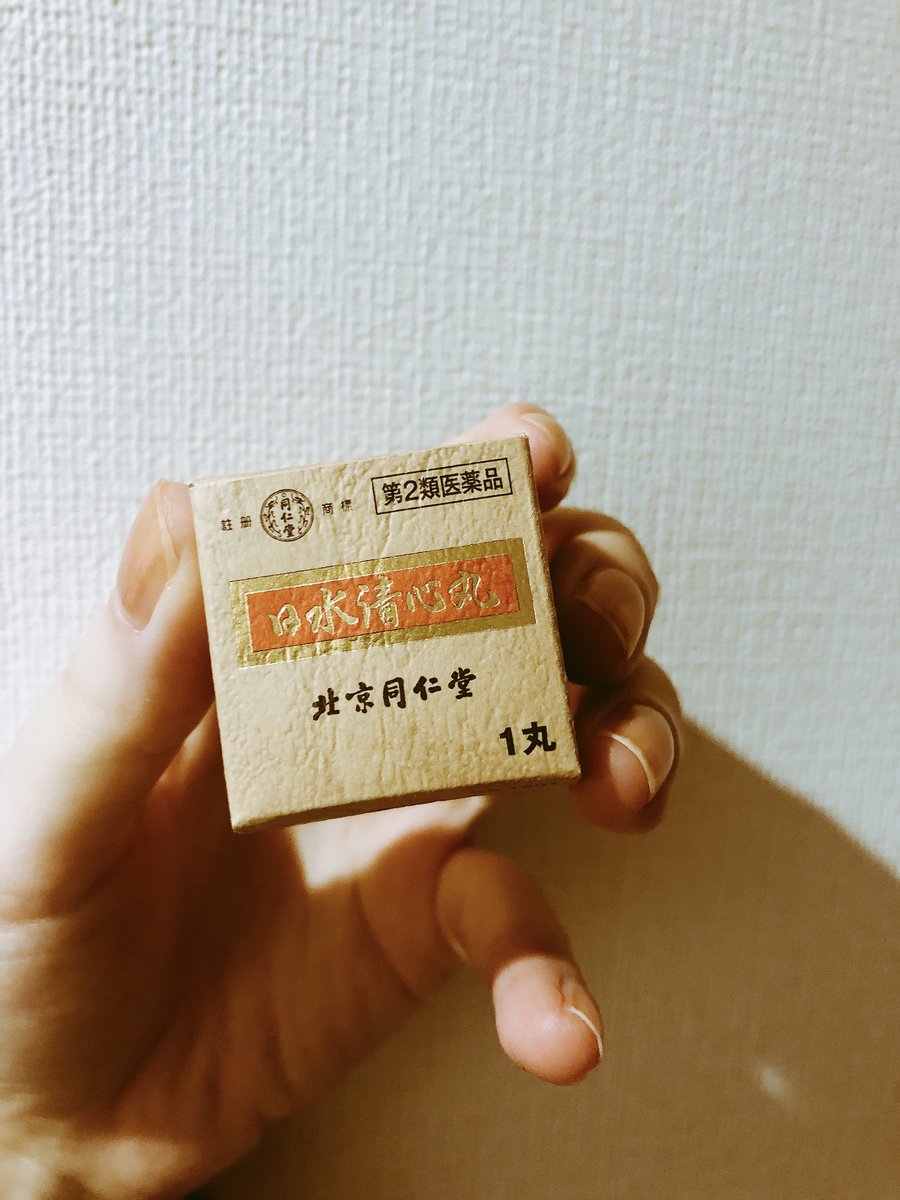 註册 同仁堂 商標
第2類医薬品
日水清心丸
北京同仁堂
1丸